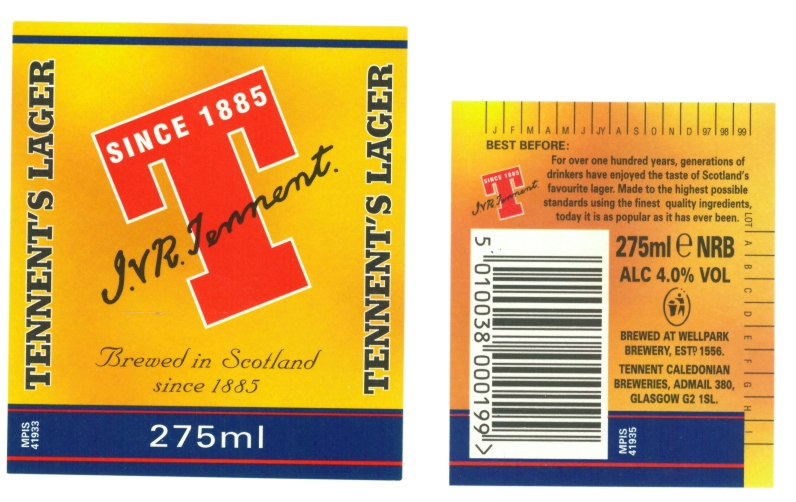 TENNENT'S LAGER
SINCE 1885
T
J.& R. Tennent.
TENNENT'S LAGER
Brewed in Scotland
since 1885
MPIS
41933
275ml
J F M A M J JY A S O N D 97 98 99
BEST BEFORE:
SINCE 1885
T
J.& R. Tennent.
For over one hundred years, generations of
drinkers have enjoyed the taste of Scotland's
favourite lager. Made to the highest possible
standards using the finest quality ingredients,
today it is as popular as it has ever been.
LOT A B C D E F G H I
5 010038 000199 >
275ml e NRB
ALC 4.0% VOL
BREWED AT WELLPARK
BREWERY, ESTD 1556.
TENNENT CALEDONIAN
BREWERIES, ADMAIL 380,
GLASGOW G2 1SL.
MPIS
41935